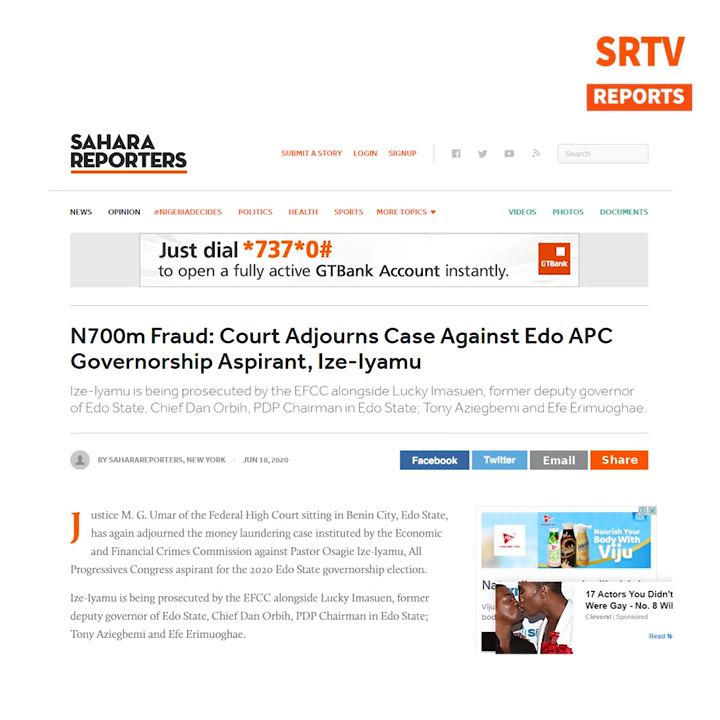 SRTV
REPORTS
SAHARA
REPORTERS
SUBMIT A STORY LOGIN SIGNUP
Search
NEWS OPINION #NIGERIADECIDES POLITICS HEALTH SPORTS MORE TOPICS VIDEOS PHOTOS DOCUMENTS
Just dial *737*0#
to open a fully active GTBank Account instantly.
GTBank
N700m Fraud: Court Adjourns Case Against Edo APC
Governorship Aspirant, Ize-Iyamu
Ize-Iyamu is being prosecuted by the EFCC alongside Lucky Imasuen, former deputy governor
of Edo State, Chief Dan Orbih, PDP Chairman in Edo State; Tony Aziegbemi and Efe Erimuoghae.
BY SAHARAREPORTERS, NEW YORK · JUN 18, 2020
Facebook Twitter Email Share
Justice M. G. Umar of the Federal High Court sitting in Benin City, Edo State,
has again adjourned the money laundering case instituted by the Economic
and Financial Crimes Commission against Pastor Osagie Ize-Iyamu, All
Progressives Congress aspirant for the 2020 Edo State governorship election.
Ize-Iyamu is being prosecuted by the EFCC alongside Lucky Imasuen, former
deputy governor of Edo State, Chief Dan Orbih, PDP Chairman in Edo State;
Tony Aziegbemi and Efe Erimuoghae.
Nourish Your
Body With
Viju
17 Actors You Didn't
Were Gay - No. 8 Wil
Cleverst | Sponsored
Read N